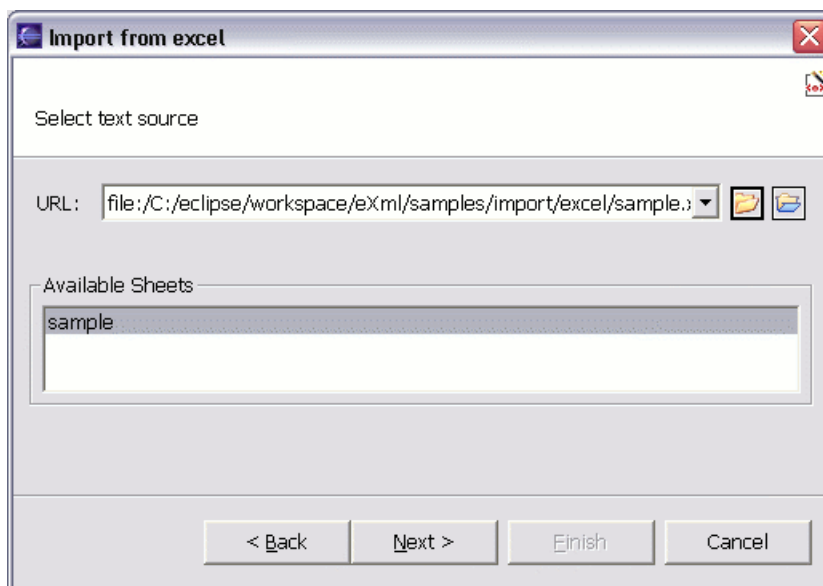 Import from excel
Select text source
URL: file:/C:/eclipse/workspace/eXml/samples/import/excel/sample.x
Available Sheets
sample
< Back Next > Finish Cancel